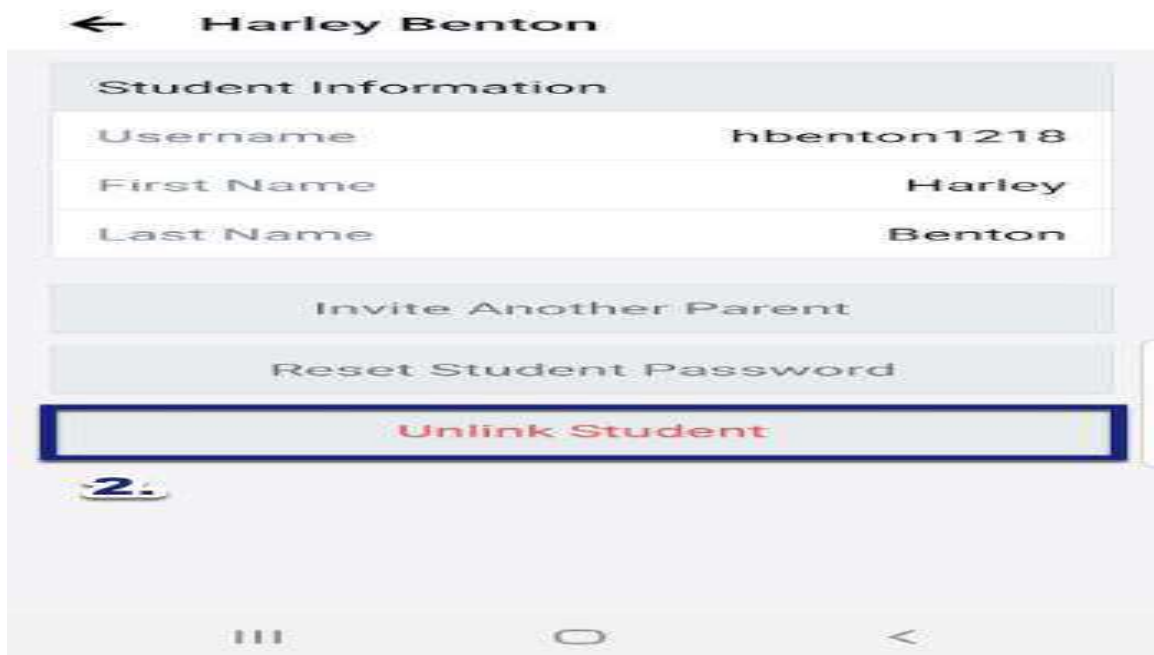 Harley Benton
Student Information
Username hbenton1218
First Name Harley
Last Name Benton
Invite Another Parent
Reset Student Password
Unlink Student
2.